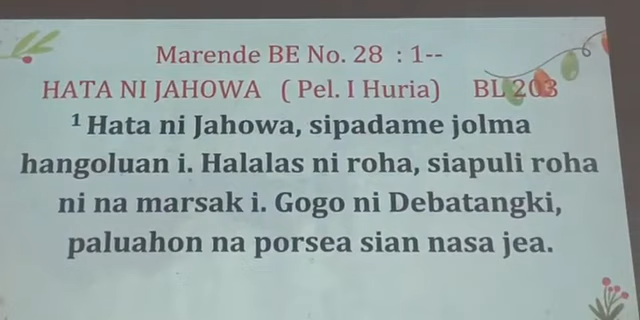 Marende BE No. 28 : 1--
HATA NI JAHOWA ( Pel. I Huria) BL 203
1 Hata ni Jahowa, sipadame jolma
hangoluan i. Halalas ni roha, siapuli roha
ni na marsak i. Gogo ni Debatangki,
paluahon na porsea sian nasa jea.